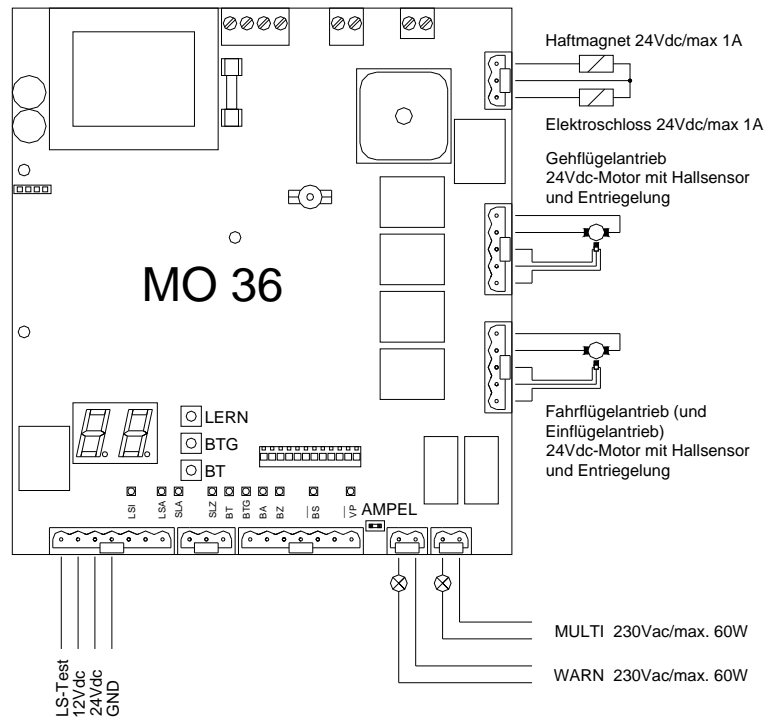 Haftmagnet 24Vdc/max 1A
Elektroschloss 24Vdc/max 1A
Gehflügelantrieb
24Vdc-Motor mit Hallsensor
und Entriegelung
MO 36
Fahrflügelantrieb (und
Einflügelantrieb)
24Vdc-Motor mit Hallsensor
und Entriegelung
8.8.
LERN
BTG
BT
LSI
LSA
SLA
SLZ
BT
BTG
BA
BZ
BS
VP
AMPEL
MULTI 230Vac/max. 60W
WARN 230Vac/max. 60W
LS-Test
12Vdc
24Vdc
GND